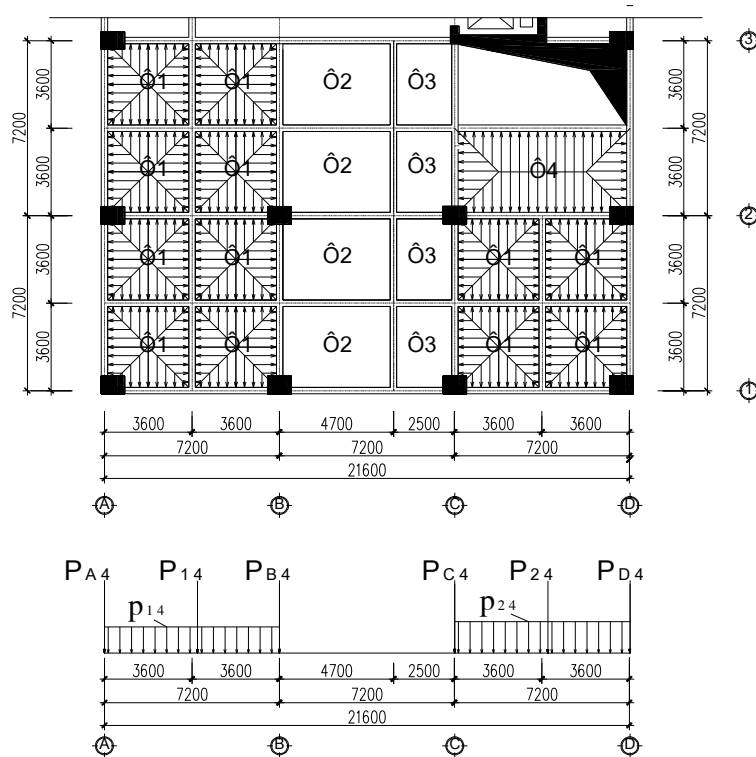 3
Ô1 Ô1 Ô2 Ô3
3600 3600
7200 7200
Ô1 Ô1 Ô2 Ô3 Ô4
3600 3600
2
Ô1 Ô1 Ô2 Ô3 Ô1 Ô1
3600 3600
7200 7200
Ô1 Ô1 Ô2 Ô3 Ô1 Ô1
3600 3600
1
3600 3600 4700 2500 3600 3600
7200 7200 7200
21600
A B C D
PA4 P14 PB4 PC4 P24 PD4
p14 p24
3600 3600 4700 2500 3600 3600
7200 7200 7200
21600
A B C D